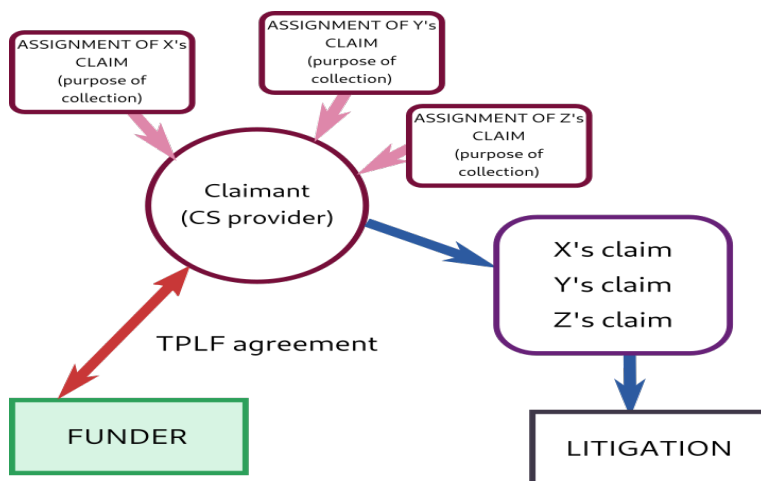 ASSIGNMENT OF X's
CLAIM
(purpose of
collection)
ASSIGNMENT OF Y's
CLAIM
(purpose of
collection)
ASSIGNMENT OF Z's
CLAIM
(purpose of
collection)
Claimant
(CS provider)
X's claim
Y's claim
Z's claim
TPLF agreement
FUNDER
LITIGATION